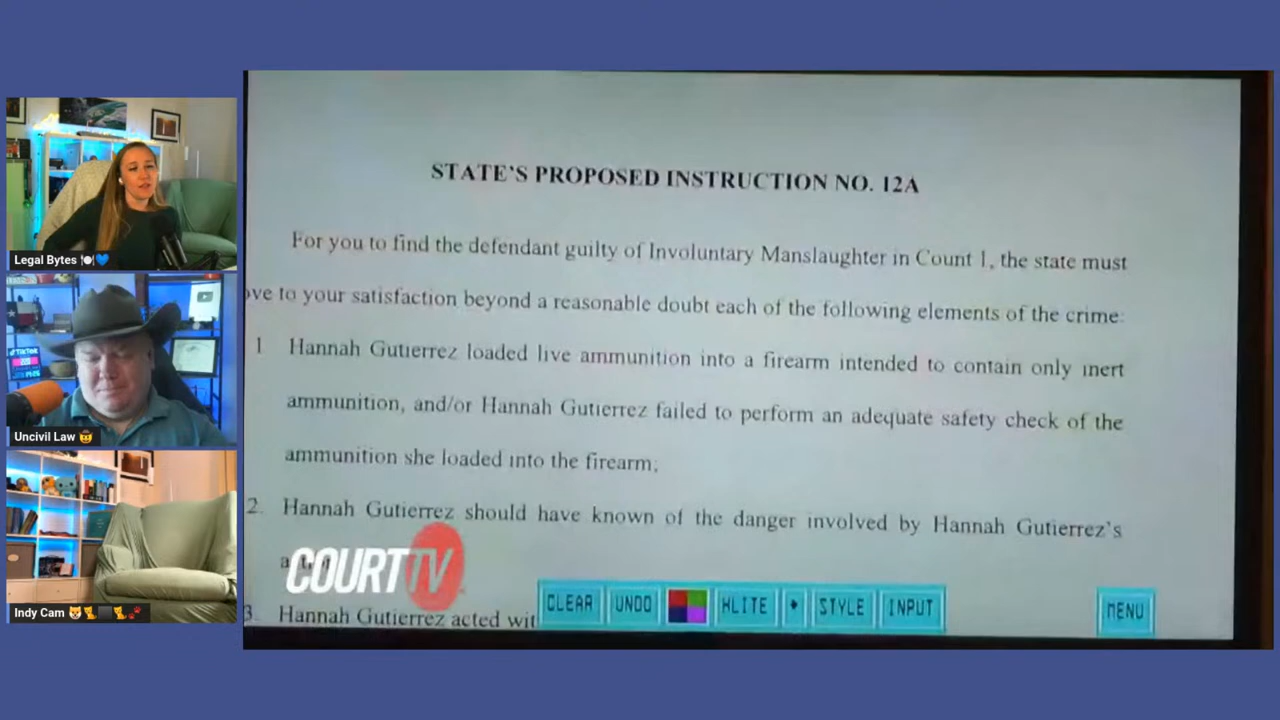 STATE'S PROPOSED INSTRUCTION NO. 12A
For you to find the defendant guilty of Involuntary Manslaughter in Count 1, the state must
ove to your satisfaction beyond a reasonable doubt each of the following elements of the crime:
1 Hannah Gutierrez loaded live ammunition into a firearm intended to contain only inert
ammunition, and/or Hannah Gutierrez failed to perform an adequate safety check of the
ammunition she loaded into the firearm;
2. Hannah Gutierrez should have known of the danger involved by Hannah Gutierrez's
3. Hannah Gutierrez acted wit
COURT TV
CLEAR UNDO HLITE STYLE INPUT MENU
Legal Bytes 🍽️💙
TikTok
Uncivil Law 🤠
Indy Cam